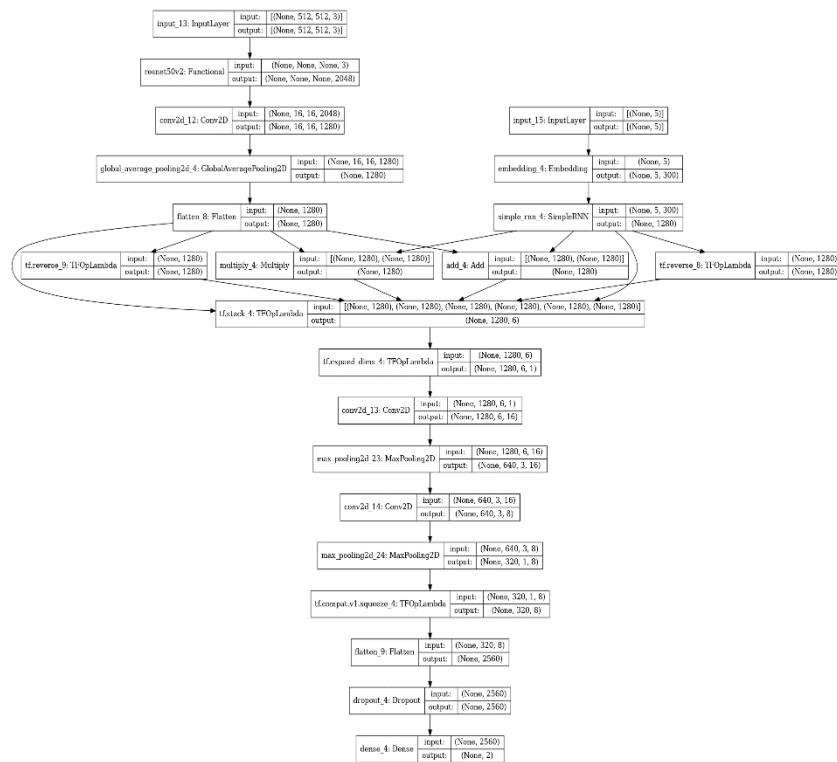 input_13: InputLayer input: [(None, 512, 512, 3)]
output: [(None, 512, 512, 3)]
resnet50v2: Functional input: (None, None, None, 3)
output: (None, None, None, 2048)
conv2d_12: Conv2D input: (None, 16, 16, 2048)
output: (None, 16, 16, 1280)
input_15: InputLayer input: [(None, 5)]
output: [(None, 5)]
global_average_pooling2d_4: GlobalAveragePooling2D input: (None, 16, 16, 1280)
output: (None, 1280)
embedding_4: Embedding input: (None, 5)
output: (None, 5, 300)
flatten_8: Flatten input: (None, 1280)
output: (None, 1280)
simple_rnn_4: SimpleRNN input: (None, 5, 300)
output: (None, 1280)
tf.reverse_9: TFOpLambda input: (None, 1280)
output: (None, 1280)
multiply_4: Multiply input: [(None, 1280), (None, 1280)]
output: (None, 1280)
add_4: Add input: [(None, 1280), (None, 1280)]
output: (None, 1280)
tf.reverse_8: TFOpLambda input: (None, 1280)
output: (None, 1280)
tf.stack_4: TFOpLambda input: [(None, 1280), (None, 1280), (None, 1280), (None, 1280), (None, 1280), (None, 1280)]
output: (None, 1280, 6)
tf.expand_dims_4: TFOpLambda input: (None, 1280, 6)
output: (None, 1280, 6, 1)
conv2d_13: Conv2D input: (None, 1280, 6, 1)
output: (None, 1280, 6, 16)
max_pooling2d_23: MaxPooling2D input: (None, 1280, 6, 16)
output: (None, 640, 3, 16)
conv2d_14: Conv2D input: (None, 640, 3, 16)
output: (None, 640, 3, 8)
max_pooling2d_24: MaxPooling2D input: (None, 640, 3, 8)
output: (None, 320, 1, 8)
tf.compat.v1.squeeze_4: TFOpLambda input: (None, 320, 1, 8)
output: (None, 320, 8)
flatten_9: Flatten input: (None, 320, 8)
output: (None, 2560)
dropout_4: Dropout input: (None, 2560)
output: (None, 2560)
dense_4: Dense input: (None, 2560)
output: (None, 2)